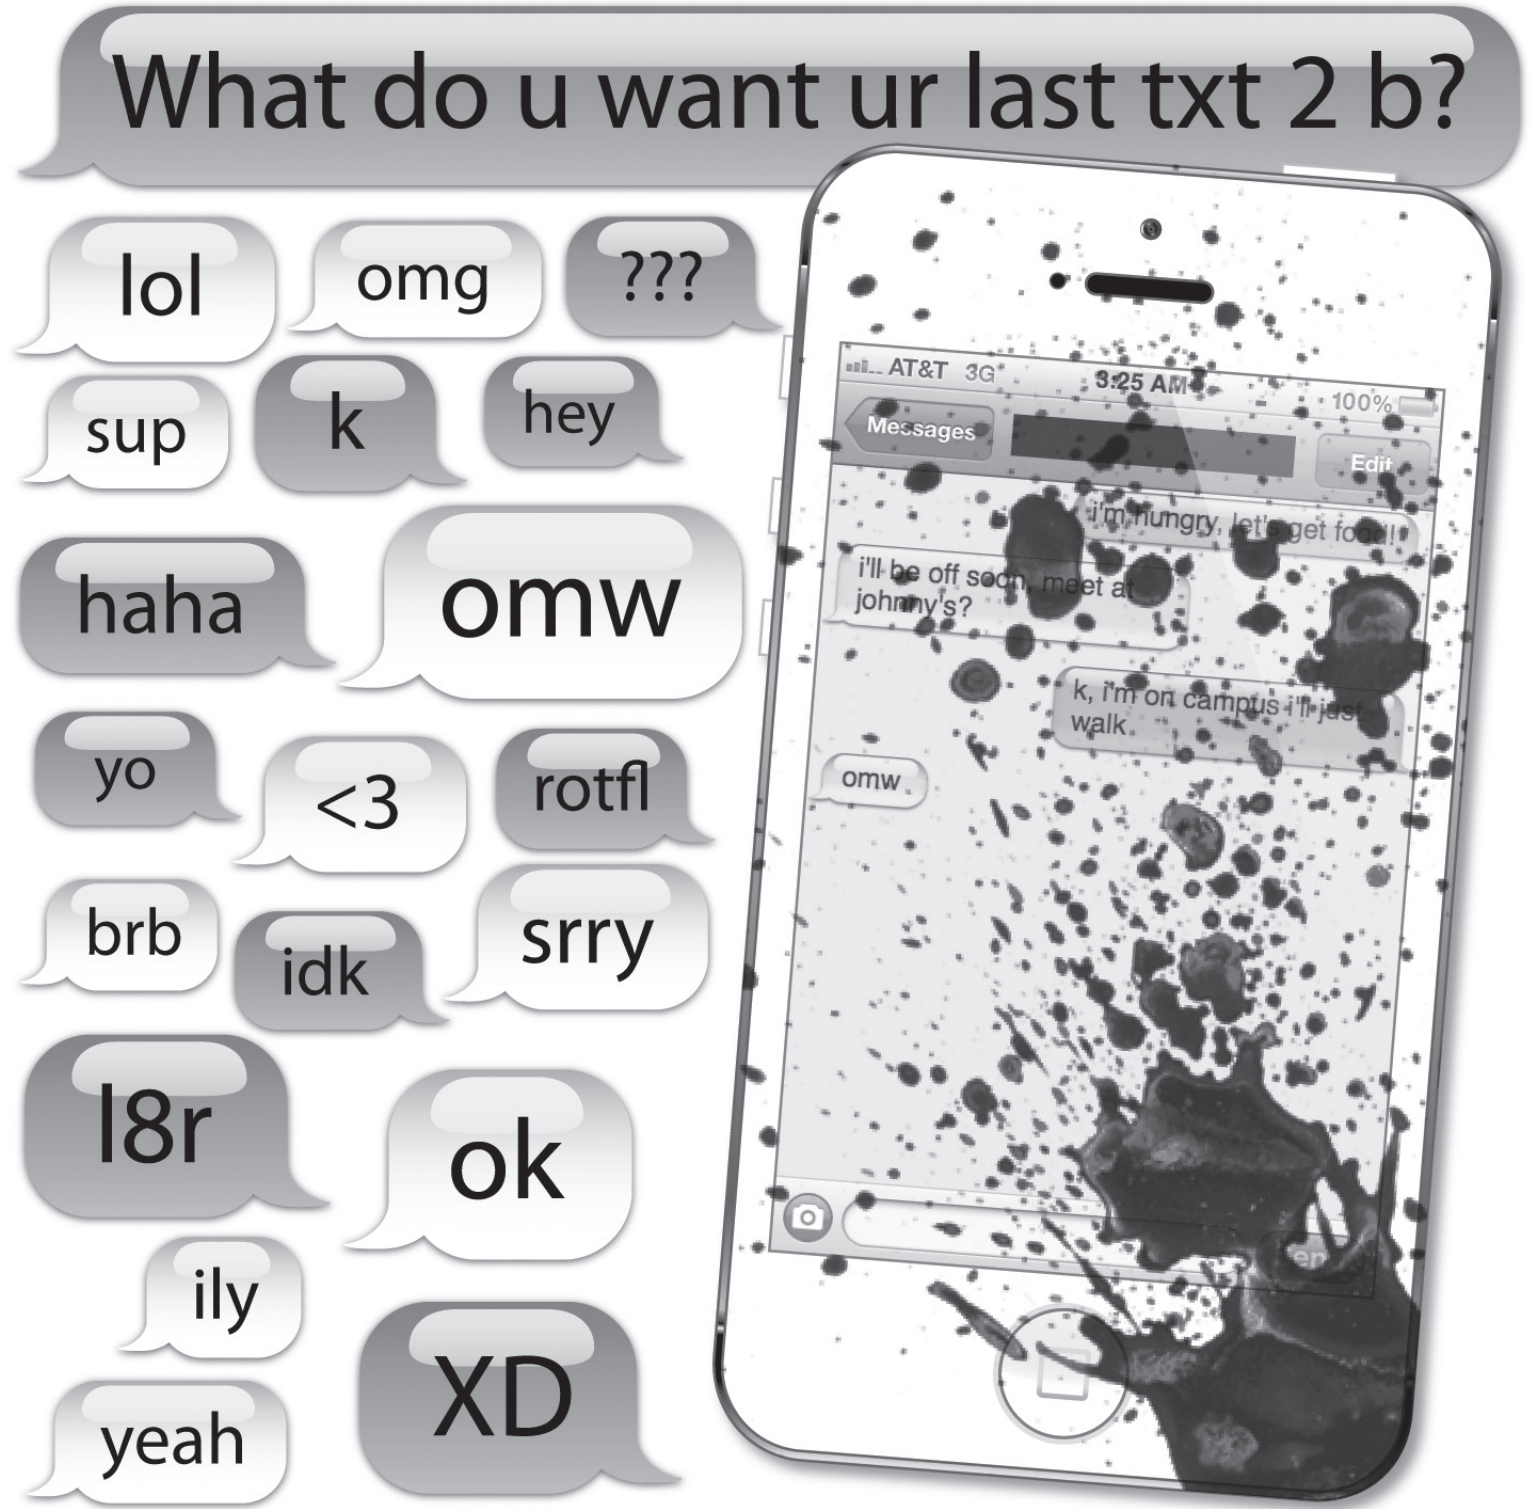 What do u want ur last txt 2 b?
lol
omg
???
sup
k
hey
haha
omw
yo
<3
rotfl
brb
idk
srry
l8r
ok
ily
XD
yeah
AT&T 3G 3:25 AM 100%
Messages
Edit
i'm hungry, let's get food!!
i'll be off soon, meet at
johnny's?
k, i'm on campus i'll just
walk.
omw